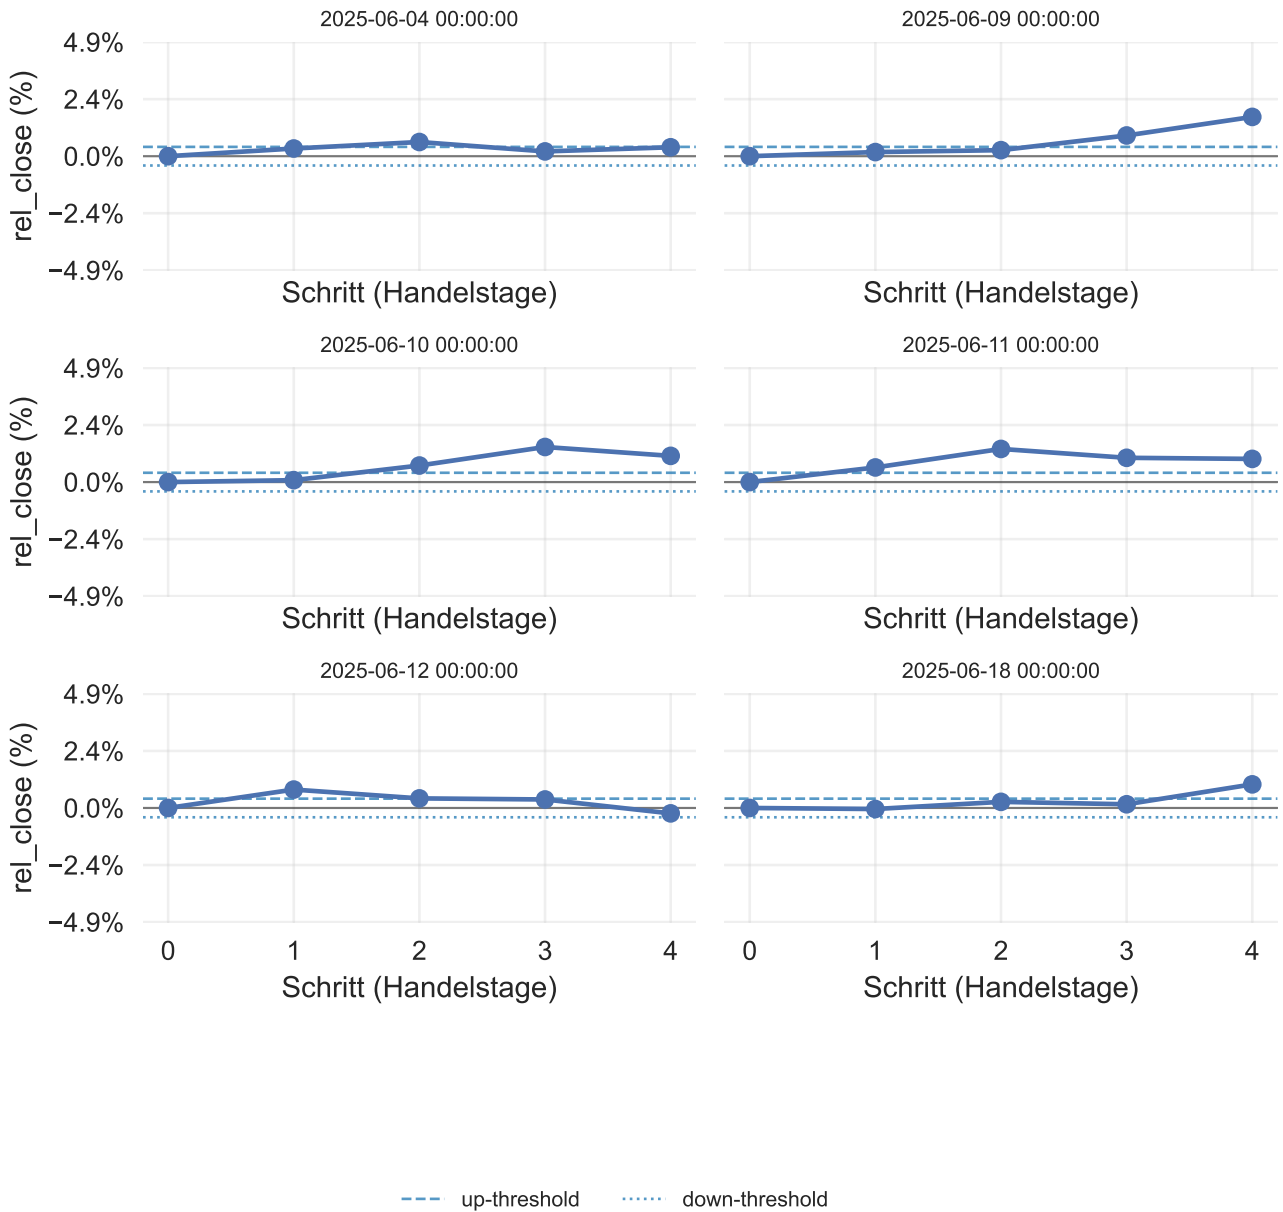 2025-06-04 00:00:00
2025-06-09 00:00:00
4.9%
2.4%
0.0%
−2.4%
−4.9%
rel_close (%)
Schritt (Handelstage)
Schritt (Handelstage)
2025-06-10 00:00:00
2025-06-11 00:00:00
4.9%
2.4%
0.0%
−2.4%
−4.9%
rel_close (%)
Schritt (Handelstage)
Schritt (Handelstage)
2025-06-12 00:00:00
2025-06-18 00:00:00
4.9%
2.4%
0.0%
−2.4%
−4.9%
rel_close (%)
0 1 2 3 4
0 1 2 3 4
Schritt (Handelstage)
Schritt (Handelstage)
up-threshold
down-threshold